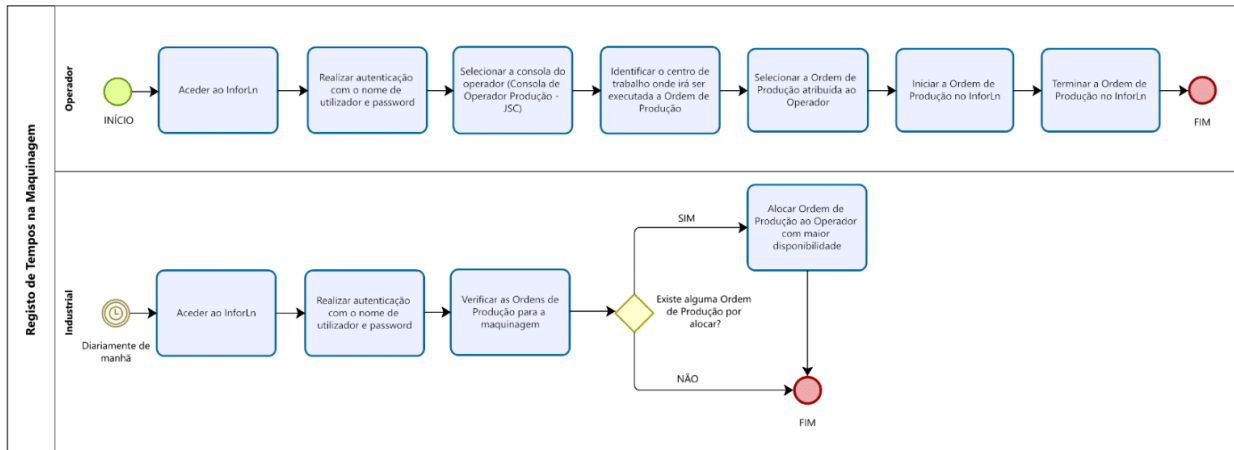 Registo de Tempos na Maquinagem
Operador
INÍCIO
Aceder ao InforLn
Realizar autenticação
com o nome de
utilizador e password
Selecionar a consola do
operador (Consola de
Operador Produção -
JSC)
Identificar o centro de
trabalho onde irá ser
executada a Ordem de
Produção
Selecionar a Ordem de
Produção atribuida ao
Operador
Iniciar a Ordem de
Produção no InforLn
Terminar a Ordem de
Produção no InforLn
FIM
Industrial
Diariamente de
manhã
Aceder ao InforLn
Realizar autenticação
com o nome de
utilizador e password
Verificar as Ordens de
Produção para a
maquinagem
Existe alguma Ordem
de Produção por
alocar?
SIM
Alocar Ordem de
Produção ao Operador
com maior
disponibilidade
NÃO
FIM